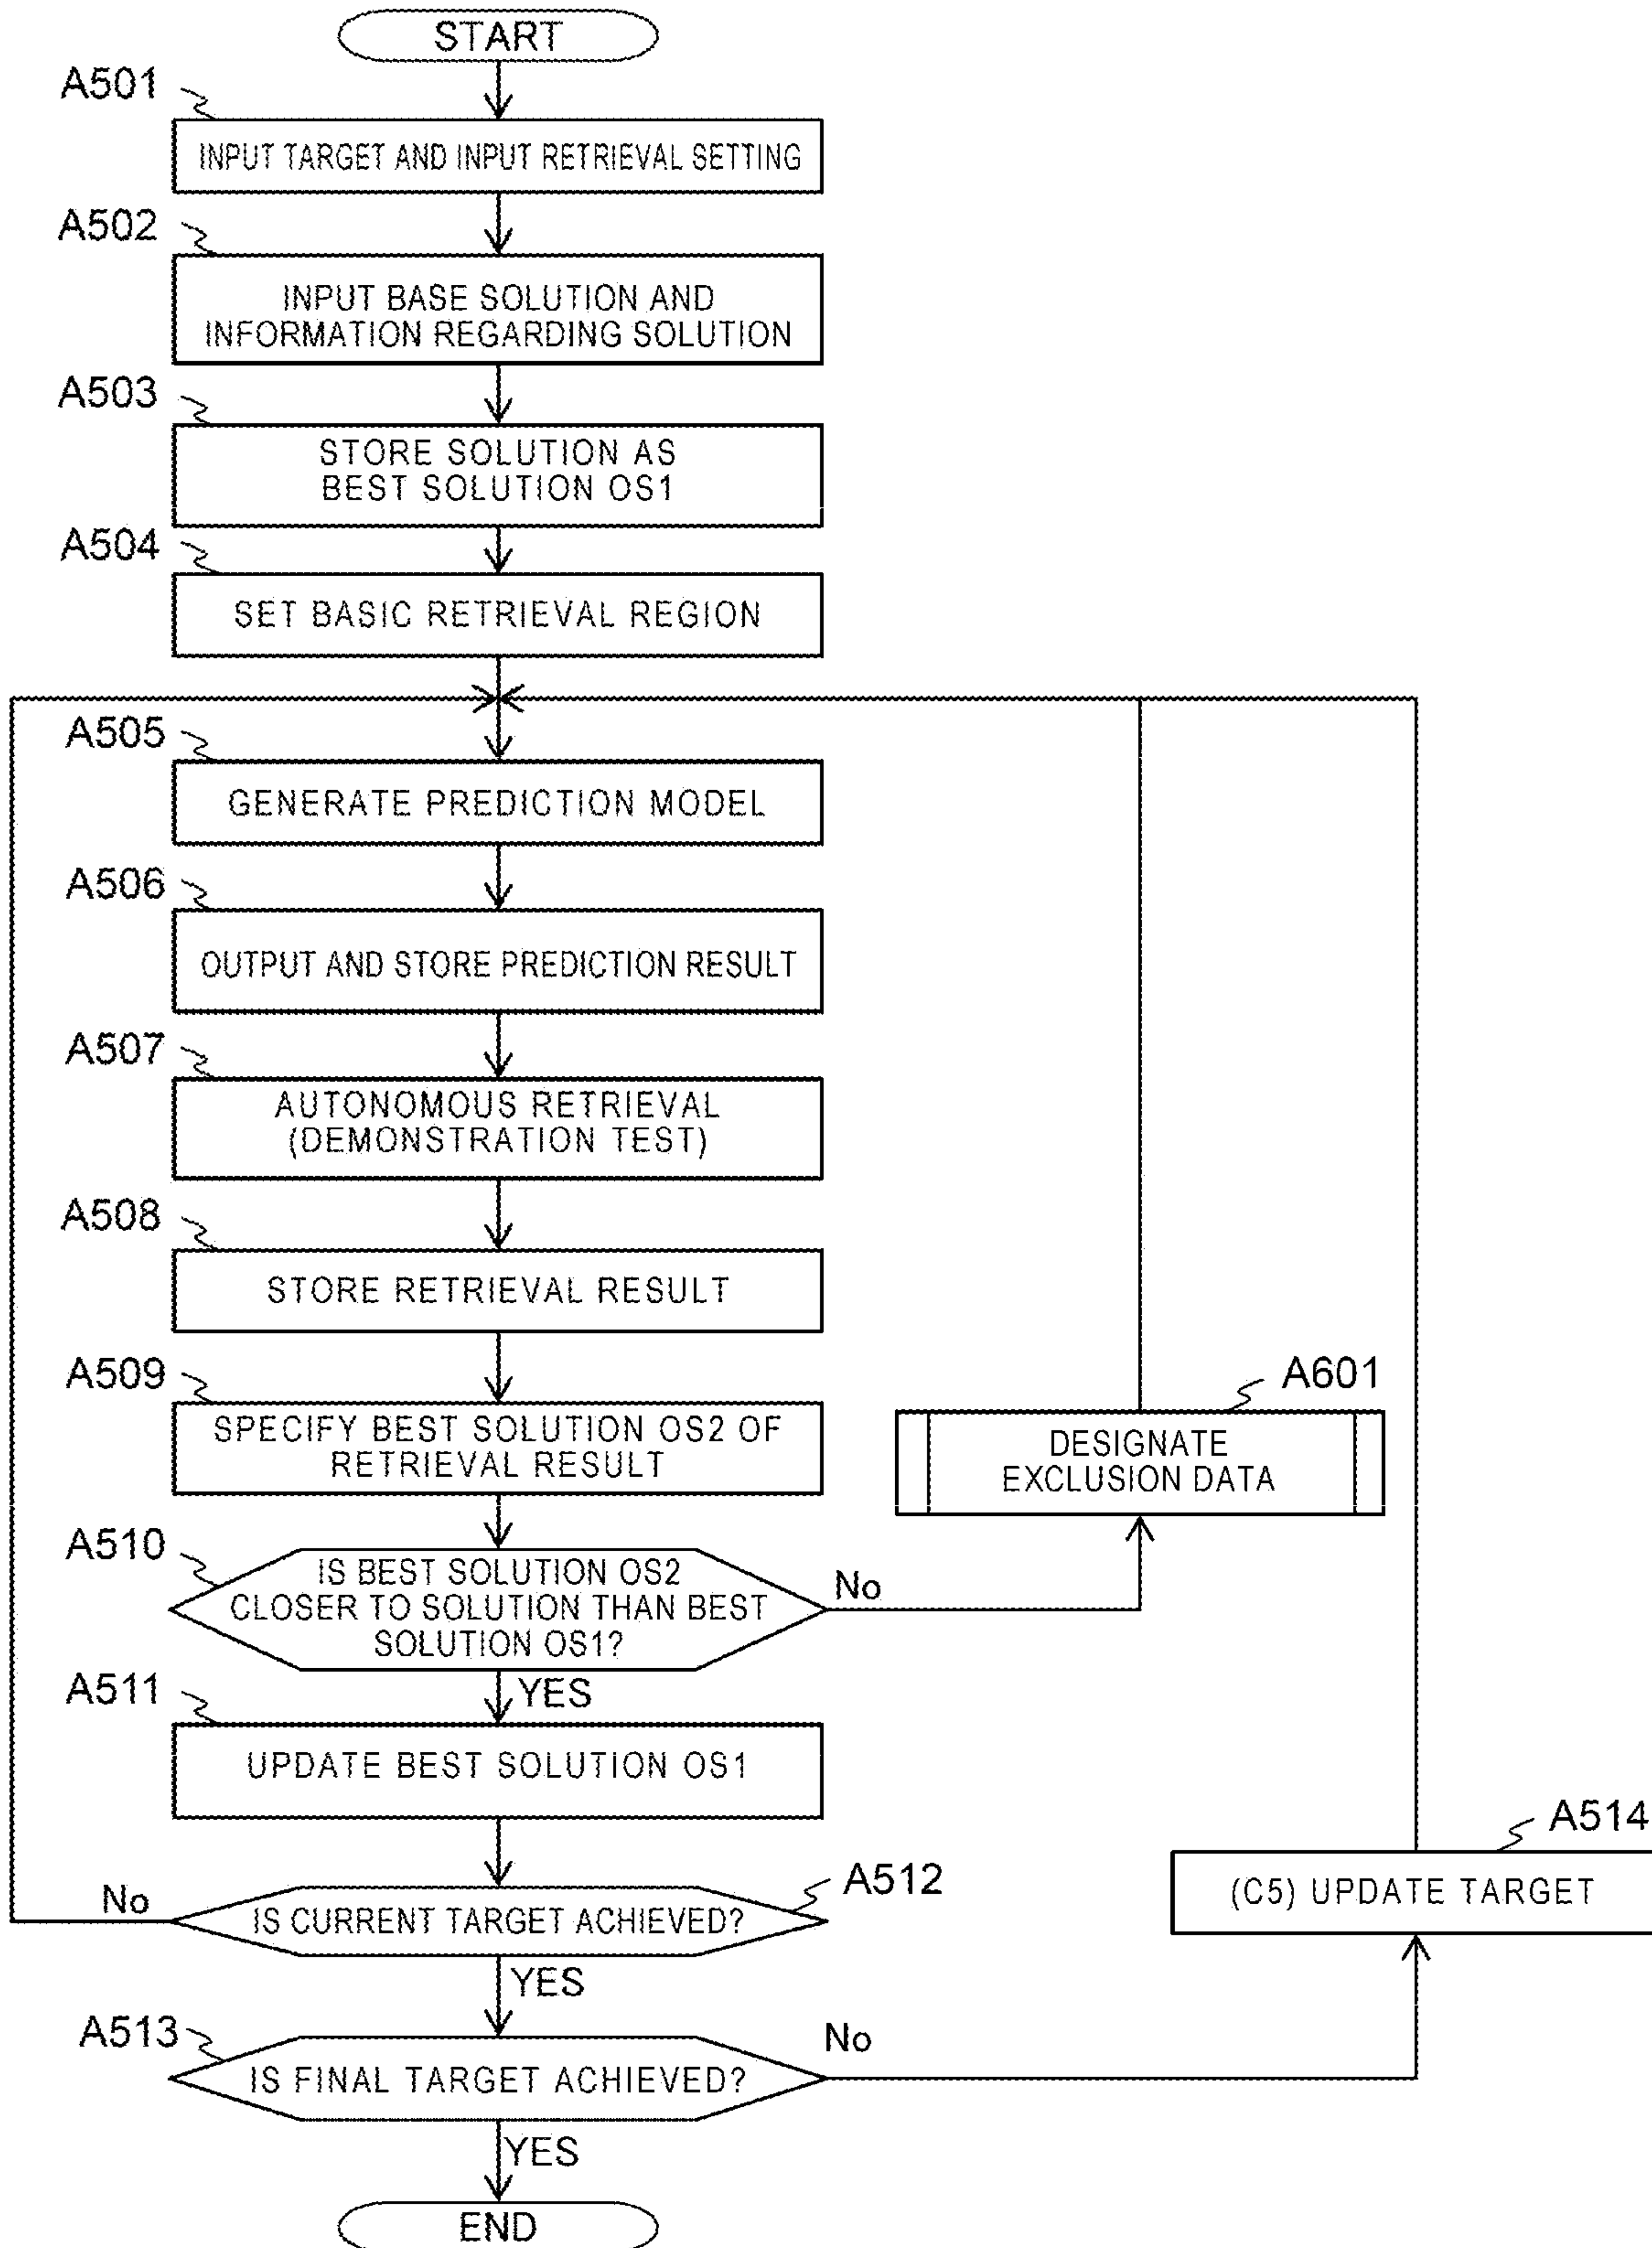 START
A501
INPUT TARGET AND INPUT RETRIEVAL SETTING
A502
INPUT BASE SOLUTION AND
INFORMATION REGARDING SOLUTION
A503
STORE SOLUTION AS
BEST SOLUTION OS1
A504
SET BASIC RETRIEVAL REGION
A505
GENERATE PREDICTION MODEL
A506
OUTPUT AND STORE PREDICTION RESULT
A507
AUTONOMOUS RETRIEVAL
(DEMONSTRATION TEST)
A508
STORE RETRIEVAL RESULT
A509
SPECIFY BEST SOLUTION OS2 OF
RETRIEVAL RESULT
A601
DESIGNATE
EXCLUSION DATA
A510
IS BEST SOLUTION OS2
CLOSER TO SOLUTION THAN BEST
SOLUTION OS1?
No
YES
A511
UPDATE BEST SOLUTION OS1
A512
No
IS CURRENT TARGET ACHIEVED?
YES
A514
(C5) UPDATE TARGET
A513
IS FINAL TARGET ACHIEVED?
No
YES
END